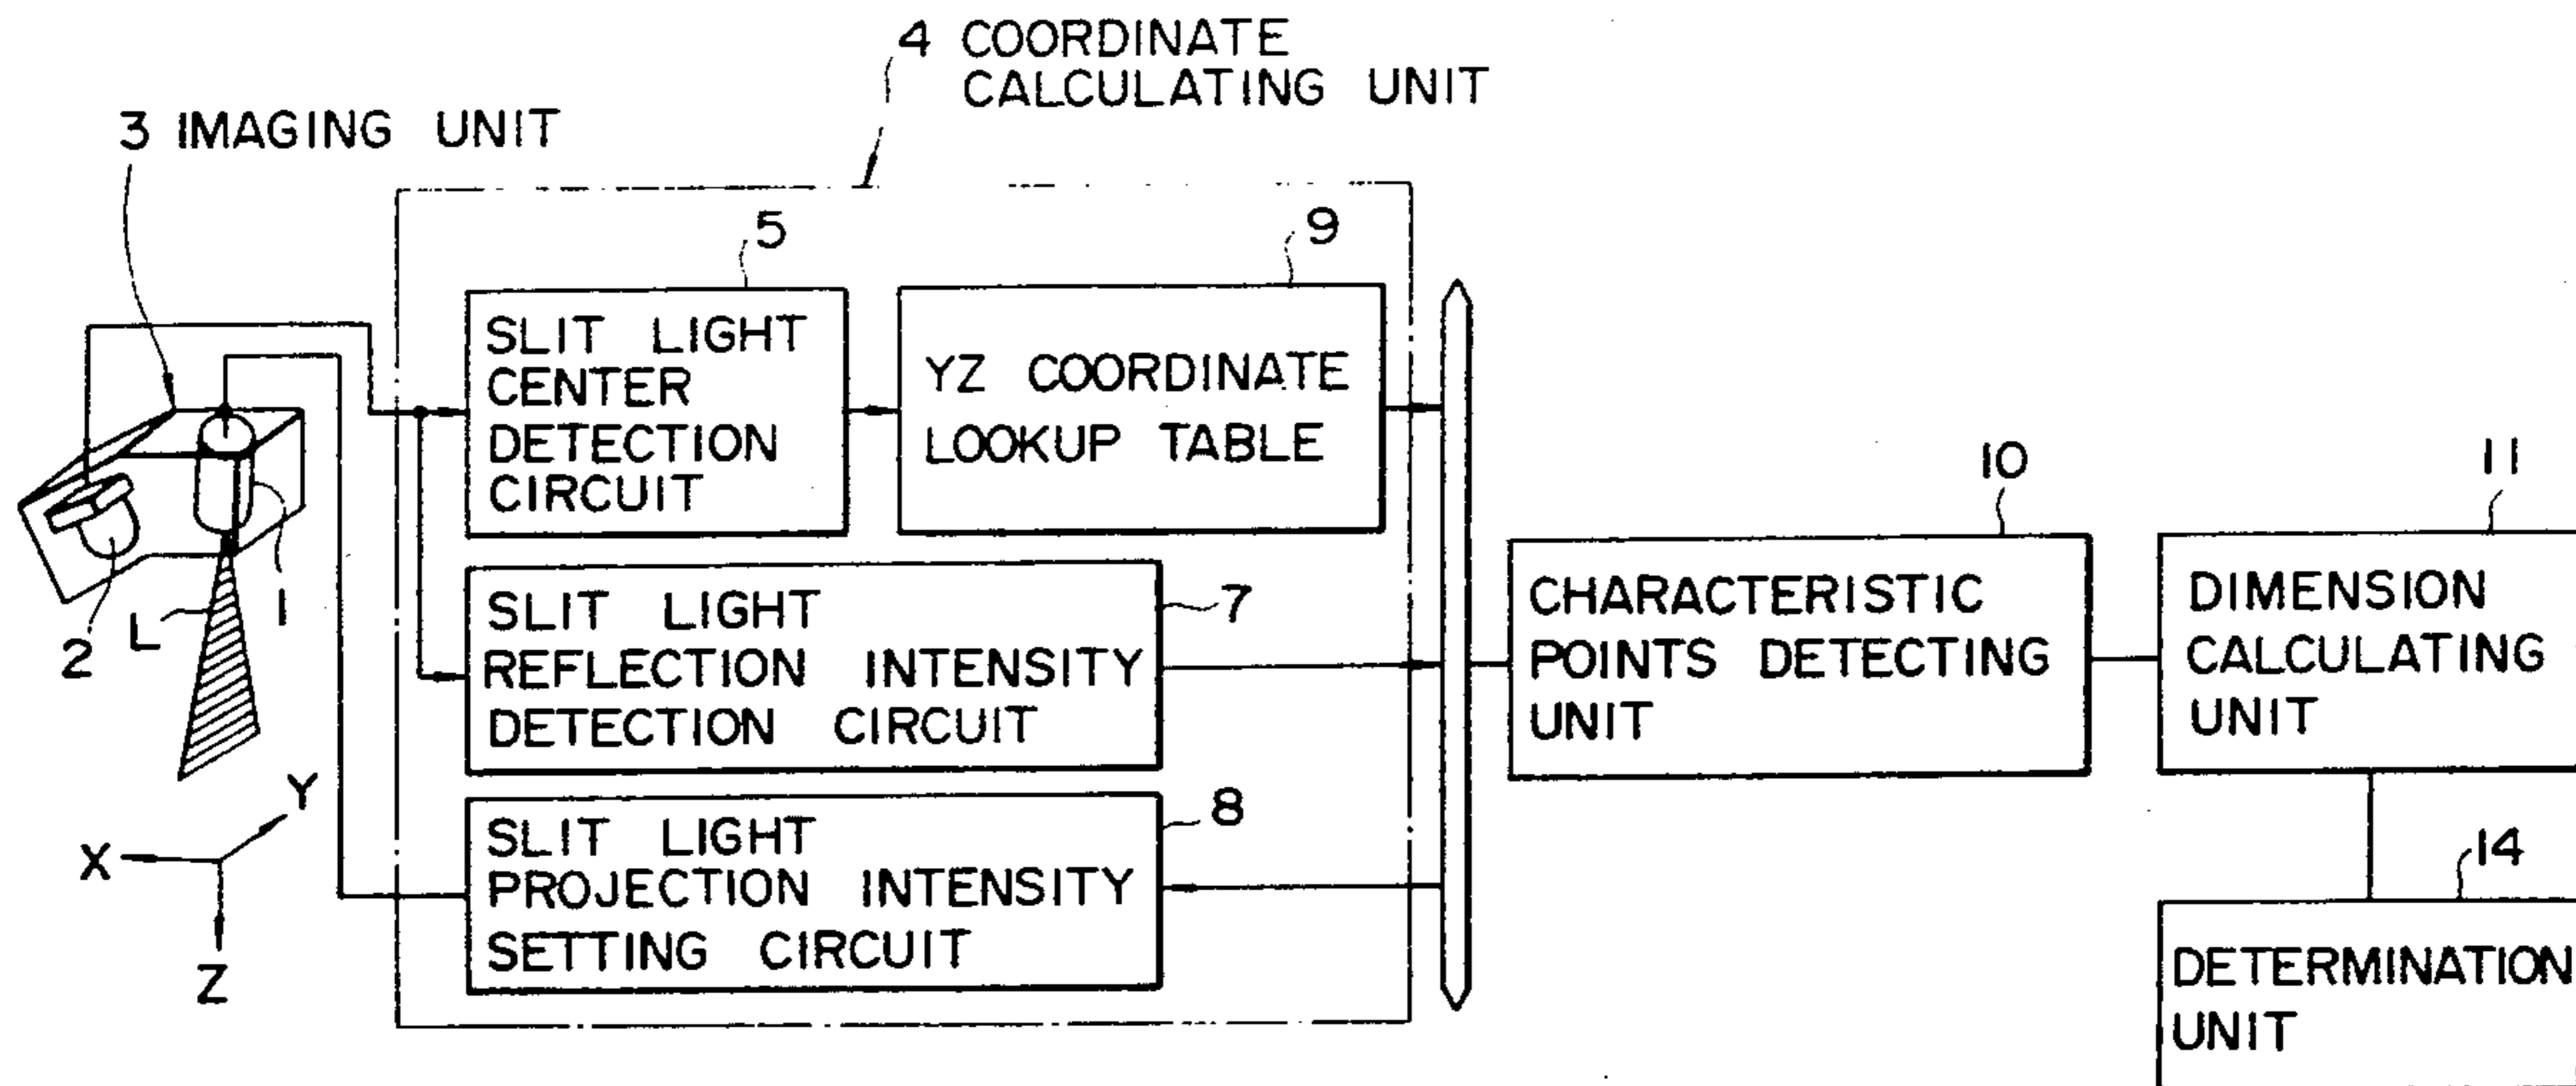 4 COORDINATE
CALCULATING UNIT
3 IMAGING UNIT
5
9
SLIT LIGHT
CENTER
DETECTION
CIRCUIT
YZ COORDINATE
LOOKUP TABLE
10
11
1
2
L
SLIT LIGHT
REFLECTION INTENSITY
DETECTION CIRCUIT
7
CHARACTERISTIC
POINTS DETECTING
UNIT
DIMENSION
CALCULATING
UNIT
Y
X
Z
SLIT LIGHT
PROJECTION INTENSITY
SETTING CIRCUIT
8
14
DETERMINATION
UNIT